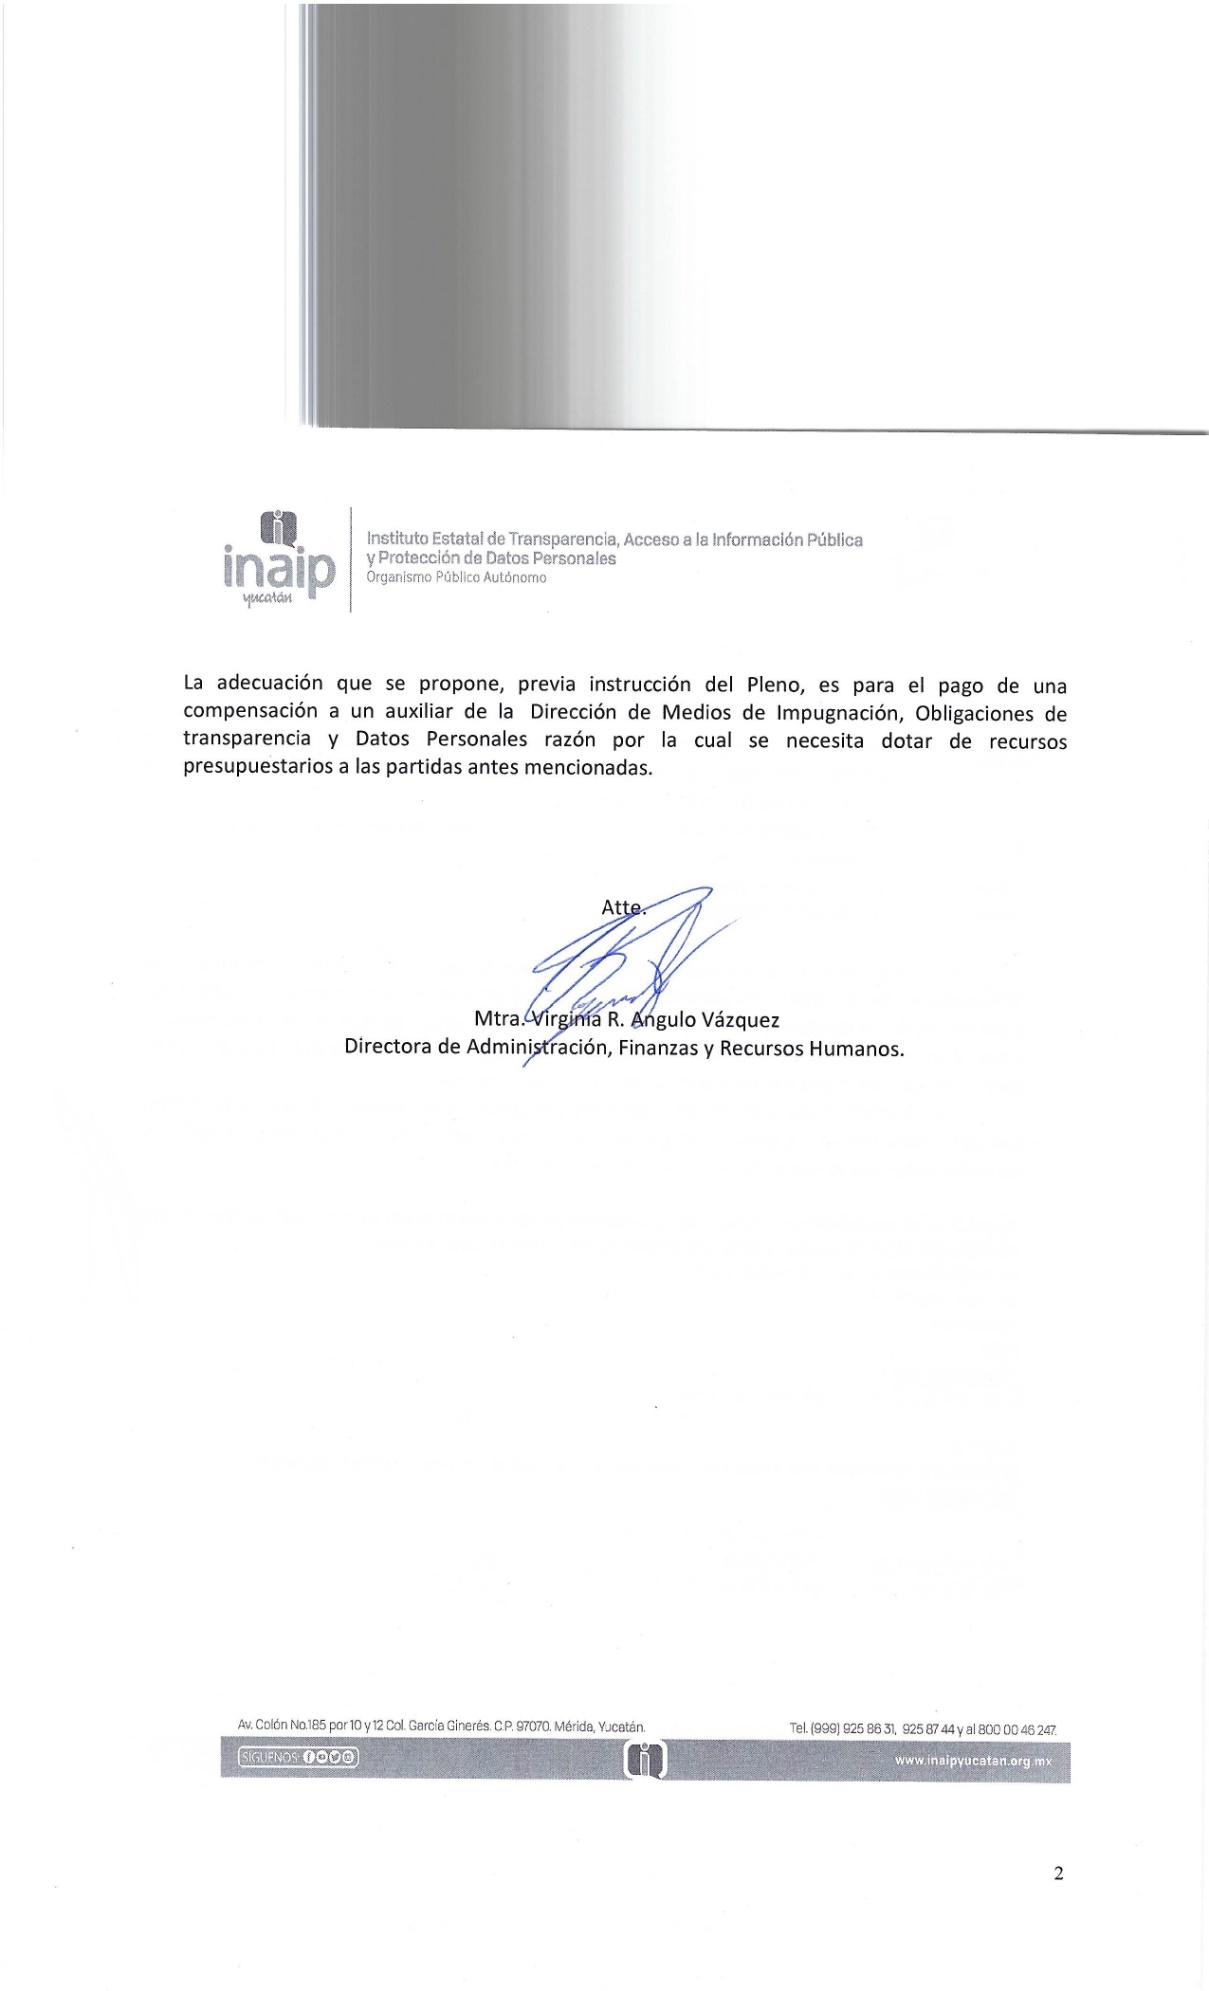 inaip
yucatán
Instituto Estatal de Transparencia, Acceso a la Información Pública
y Protección de Datos Personales
Organismo Público Autónomo
La adecuación que se propone, previa instrucción del Pleno, es para el pago de una
compensación a un auxiliar de la Dirección de Medios de Impugnación, Obligaciones de
transparencia y Datos Personales razón por la cual se necesita dotar de recursos
presupuestarios a las partidas antes mencionadas.
Atte.
Mtra. Virginia R. Angulo Vázquez
Directora de Administración, Finanzas y Recursos Humanos.
Av. Colón No.185 por 10 y 12 Col. García Ginerés. C.P. 97070. Mérida, Yucatán.
Tel. (999) 925 86 31, 925 87 44 y al 800 00 46 247.
SÍGUENOS:
www.inaipyucatan.org.mx
2